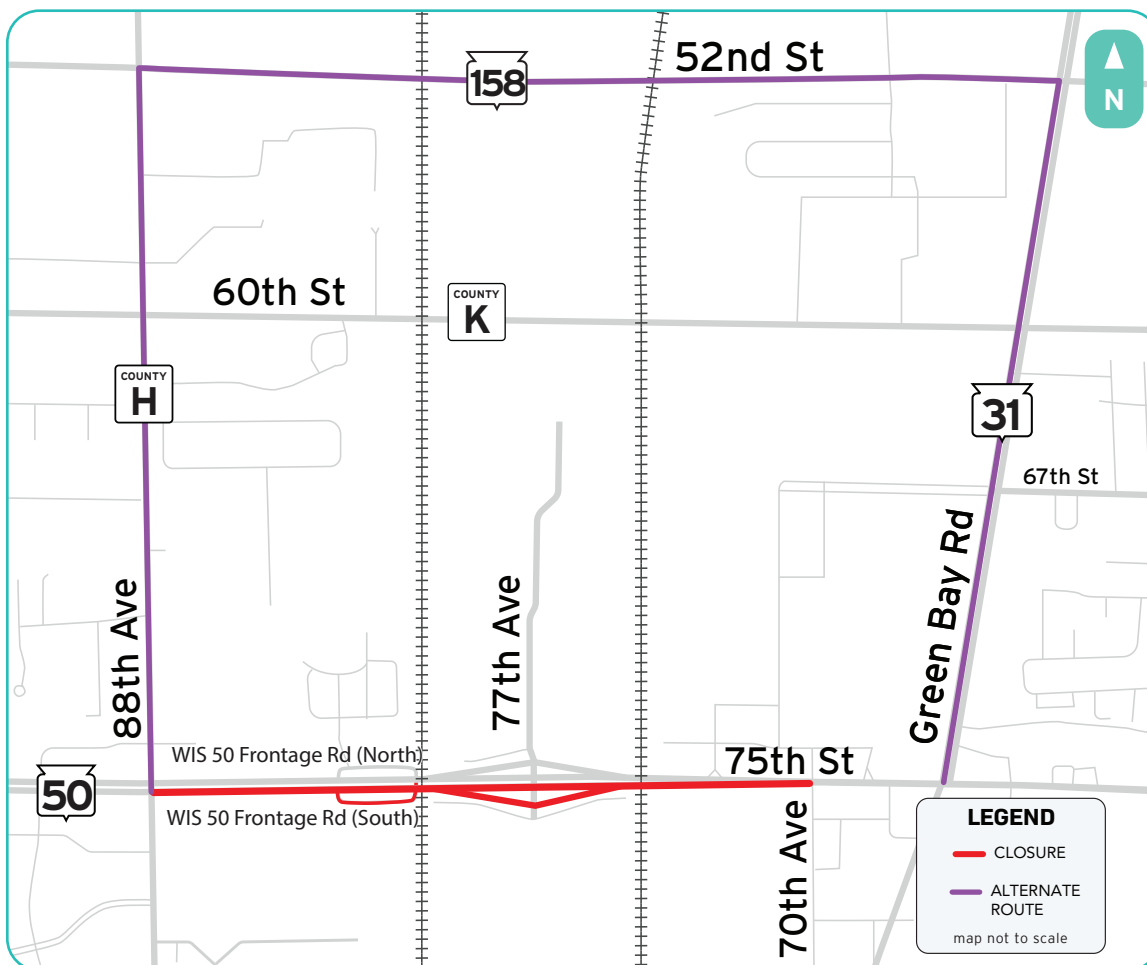 52nd St
158
N
60th St
COUNTY
K
COUNTY
H
31
67th St
Green Bay Rd
88th Ave
77th Ave
WIS 50 Frontage Rd (North)
75th St
50
WIS 50 Frontage Rd (South)
70th Ave
LEGEND
CLOSURE
ALTERNATE
ROUTE
map not to scale